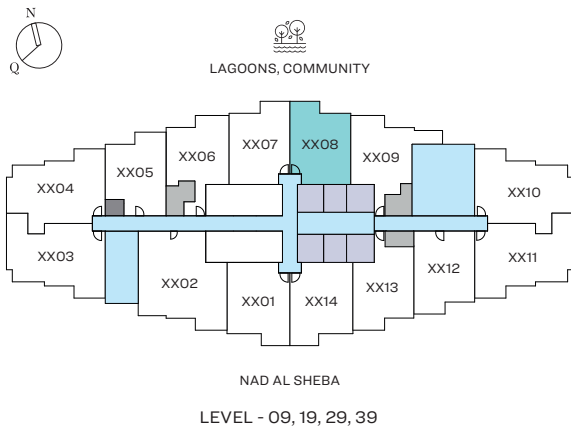 N
Q
LAGOONS, COMMUNITY
XX07
XX08
XX06
XX09
XX05
XX04
XX10
XX03
XX11
XX02
XX12
XX13
XX01
XX14
NAD AL SHEBA
LEVEL - 09, 19, 29, 39